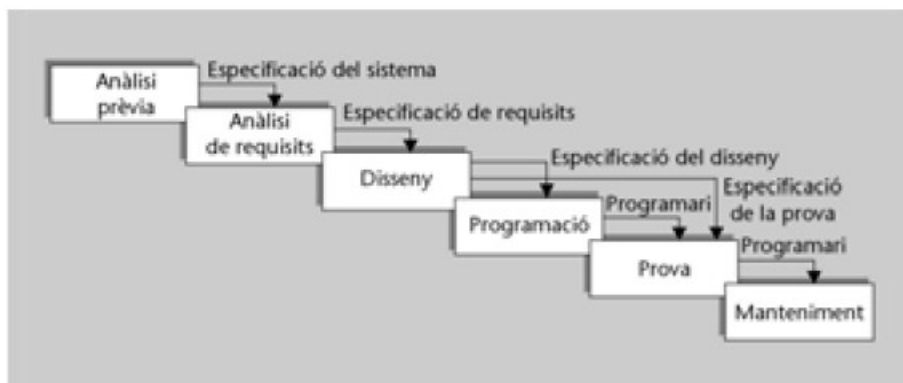 Anàlisi
prèvia
Especificació del sistema
Anàlisi
de requisits
Especificació de requisits
Disseny
Especificació del disseny
Especificació
de la prova
Programació
Programari
Prova
Programari
Manteniment